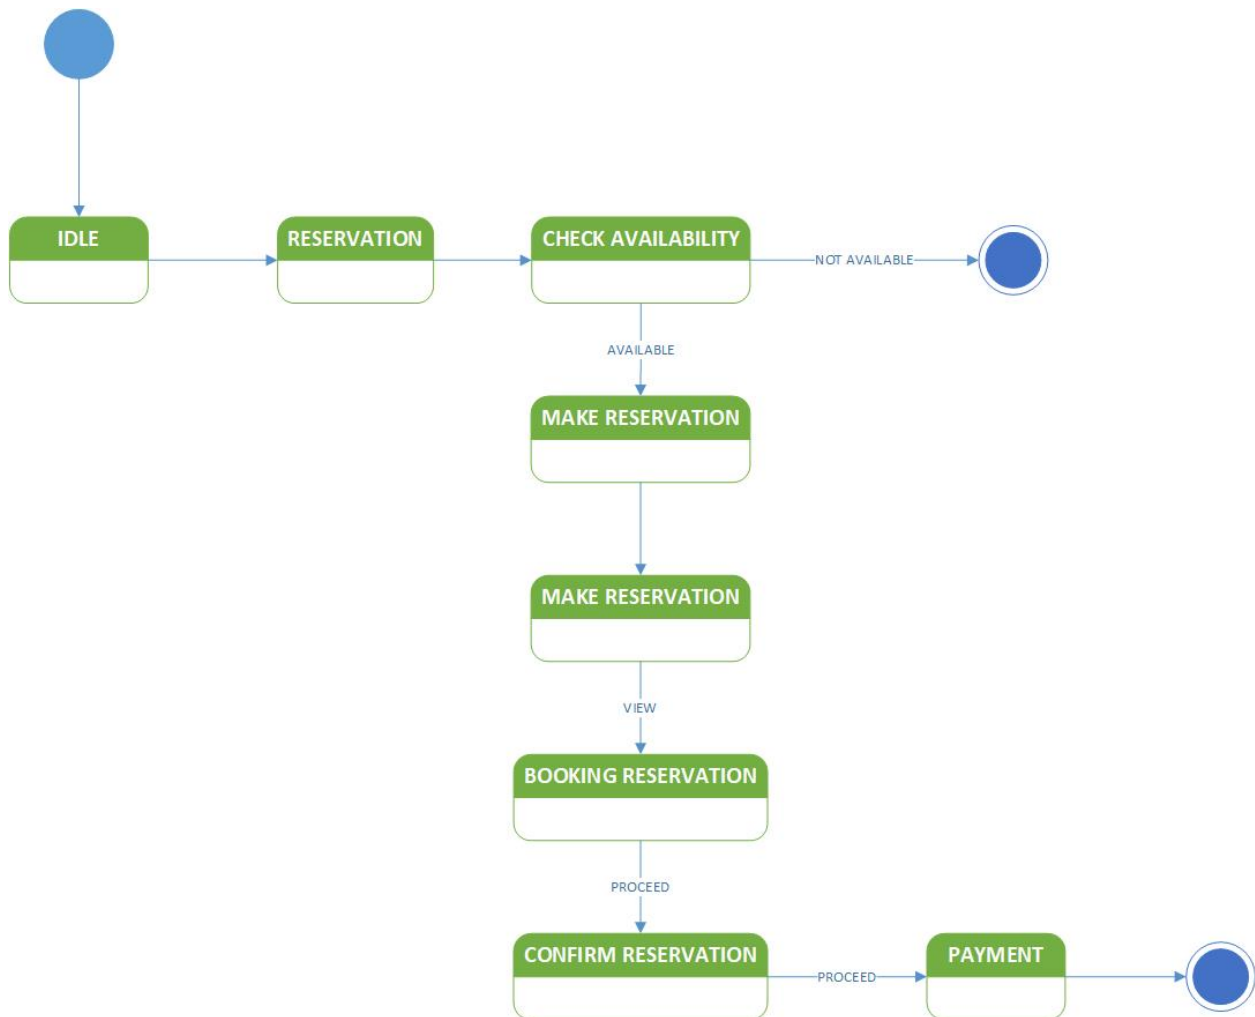 IDLE
RESERVATION
CHECK AVAILABILITY
NOT AVAILABLE
AVAILABLE
MAKE RESERVATION
MAKE RESERVATION
VIEW
BOOKING RESERVATION
PROCEED
CONFIRM RESERVATION
PROCEED
PAYMENT